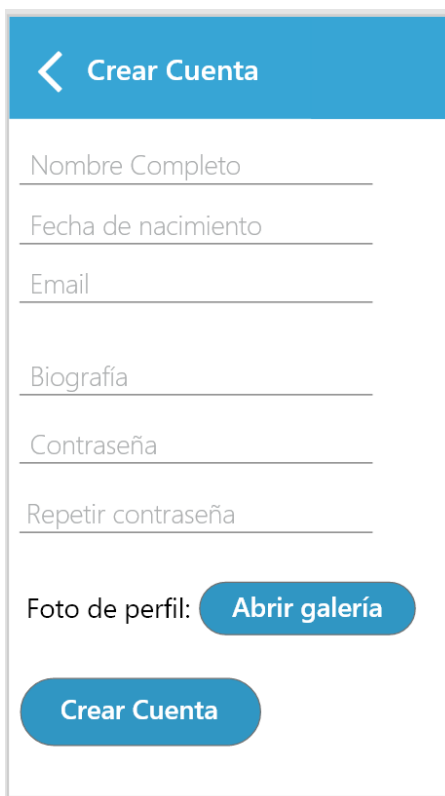 Crear Cuenta
Nombre Completo
Fecha de nacimiento
Email
Biografía
Contraseña
Repetir contraseña
Foto de perfil: Abrir galería
Crear Cuenta